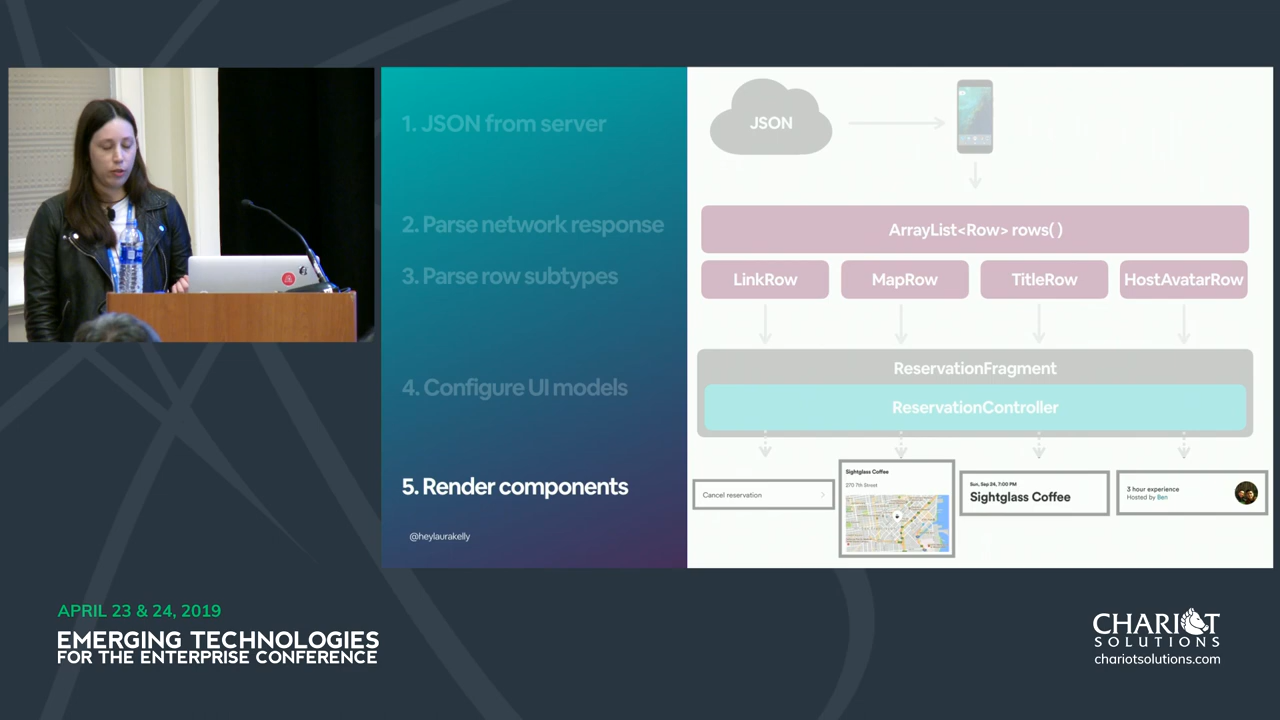 1. JSON from server
2. Parse network response
3. Parse row subtypes
4. Configure UI models
5. Render components
@heylaurakelly
JSON
ArrayList<Row> rows( )
LinkRow
MapRow
TitleRow
HostAvatarRow
ReservationFragment
ReservationController
Cancel reservation
Sightglass Coffee
270 7th Street
Sun, Sep 24, 7:00 PM
Sightglass Coffee
3 hour experience
Hosted by Ben
APRIL 23 & 24, 2019
EMERGING TECHNOLOGIES
FOR THE ENTERPRISE CONFERENCE
CHARIOT
SOLUTIONS
chariotsolutions.com